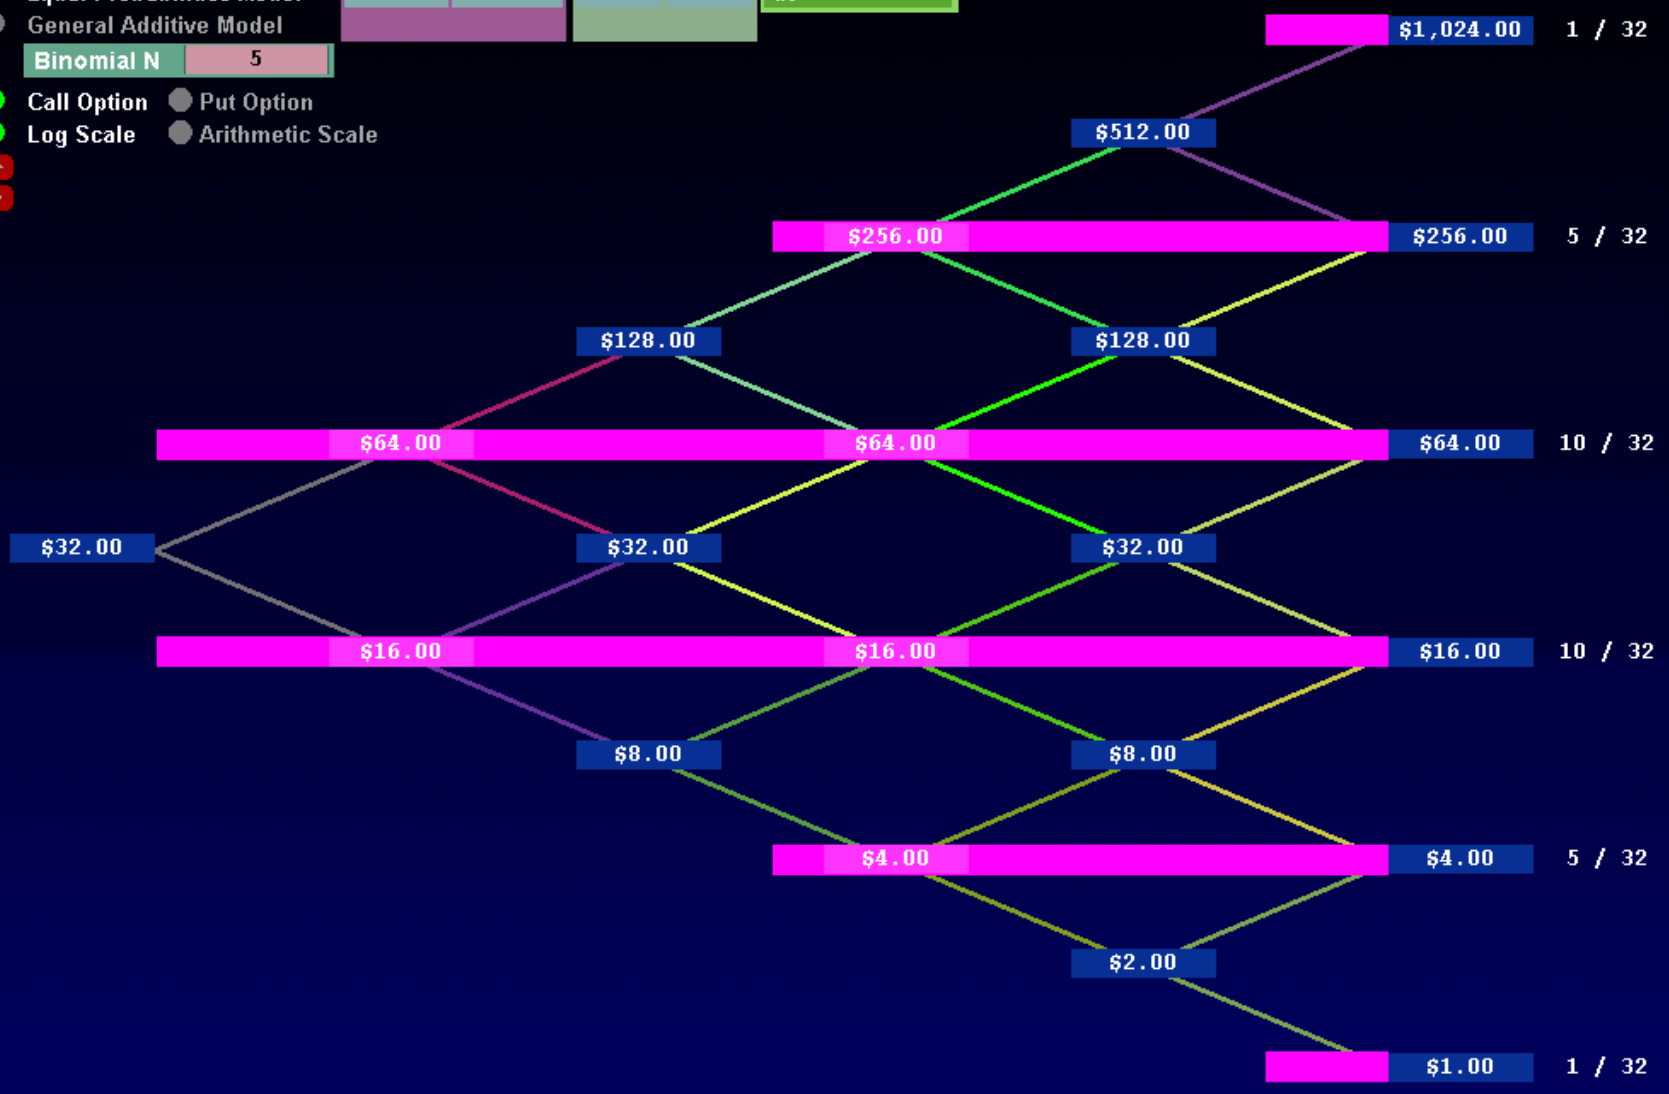 General Additive Model
Binomial N 5
Call Option Put Option
Log Scale Arithmetic Scale
$1,024.00 1 / 32
$512.00
$256.00 $256.00 5 / 32
$128.00 $128.00
$64.00 $64.00 $64.00 10 / 32
$32.00 $32.00 $32.00
$16.00 $16.00 $16.00 10 / 32
$8.00 $8.00
$4.00 $4.00 5 / 32
$2.00
$1.00 1 / 32